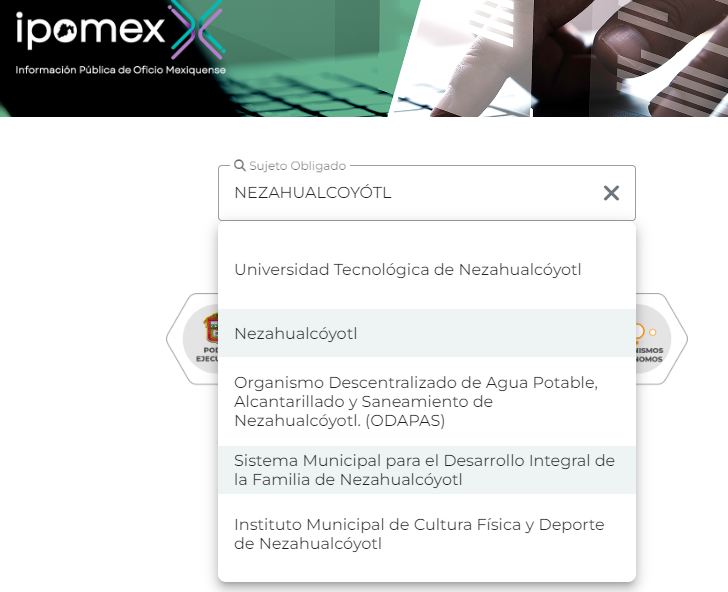 ipomex
Información Pública de Oficio Mexiquense
Sujeto Obligado
NEZAHUALCOYÓTL
Universidad Tecnológica de Nezahualcóyotl
Nezahualcóyotl
Organismo Descentralizado de Agua Potable,
Alcantarillado y Saneamiento de
Nezahualcóyotl. (ODAPAS)
Sistema Municipal para el Desarrollo Integral de
la Familia de Nezahualcóyotl
Instituto Municipal de Cultura Física y Deporte
de Nezahualcóyotl